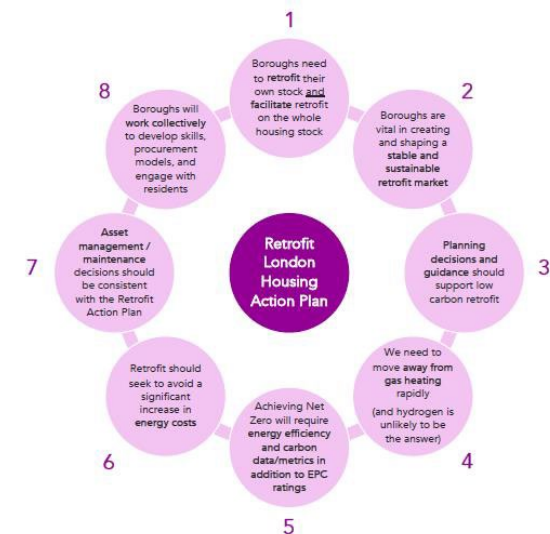 1
Boroughs need
to retrofit their
own stock and
facilitate retrofit
on the whole
housing stock
2
Boroughs are
vital in creating
and shaping a
stable and
sustainable
retrofit market
3
Planning
decisions and
guidance should
support low
carbon retrofit
4
We need to
move away from
gas heating
rapidly
(and hydrogen is
unlikely to be
the answer)
5
Achieving Net
Zero will require
energy efficiency
and carbon
data/metrics in
addition to EPC
ratings
6
Retrofit should
seek to avoid a
significant
increase in
energy costs
7
Asset
management /
maintenance
decisions should
be consistent
with the Retrofit
Action Plan
8
Boroughs will
work collectively
to develop skills,
procurement
models, and
engage with
residents
Retrofit
London
Housing
Action Plan